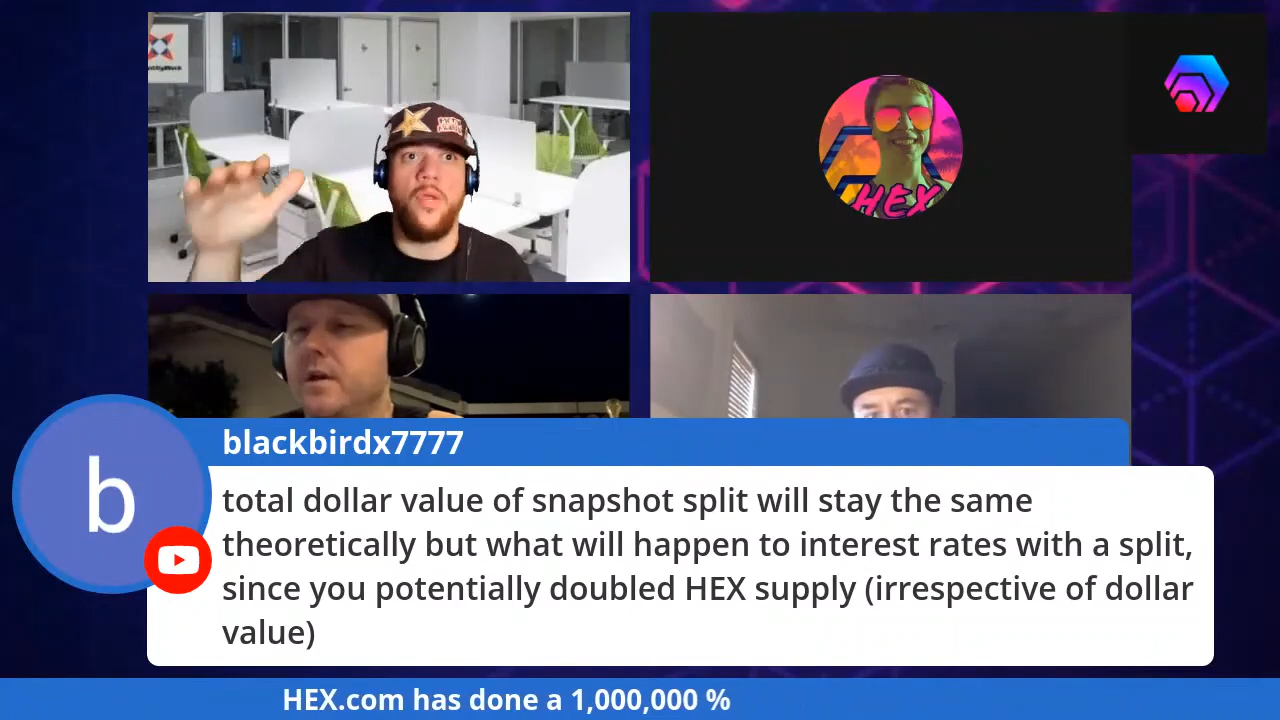 HEX
blackbirdx7777
b
total dollar value of snapshot split will stay the same
theoretically but what will happen to interest rates with a split,
since you potentially doubled HEX supply (irrespective of dollar
value)
HEX.com has done a 1,000,000 %